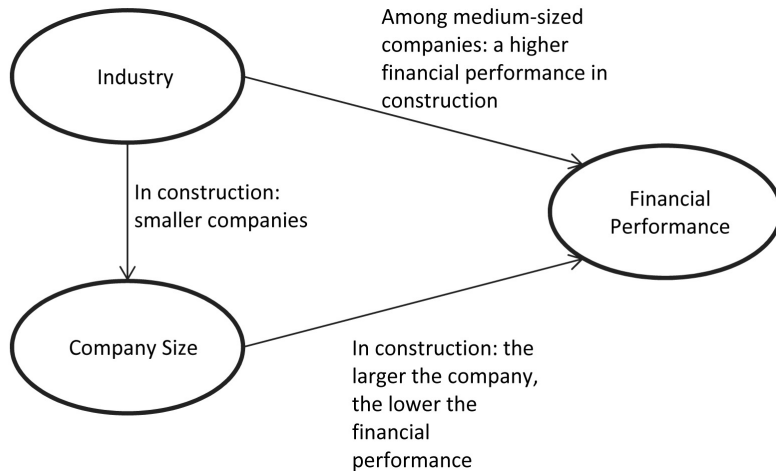 Among medium-sized
companies: a higher
financial performance in
construction
Industry
In construction:
smaller companies
Financial
Performance
Company Size
In construction: the
larger the company,
the lower the
financial
performance